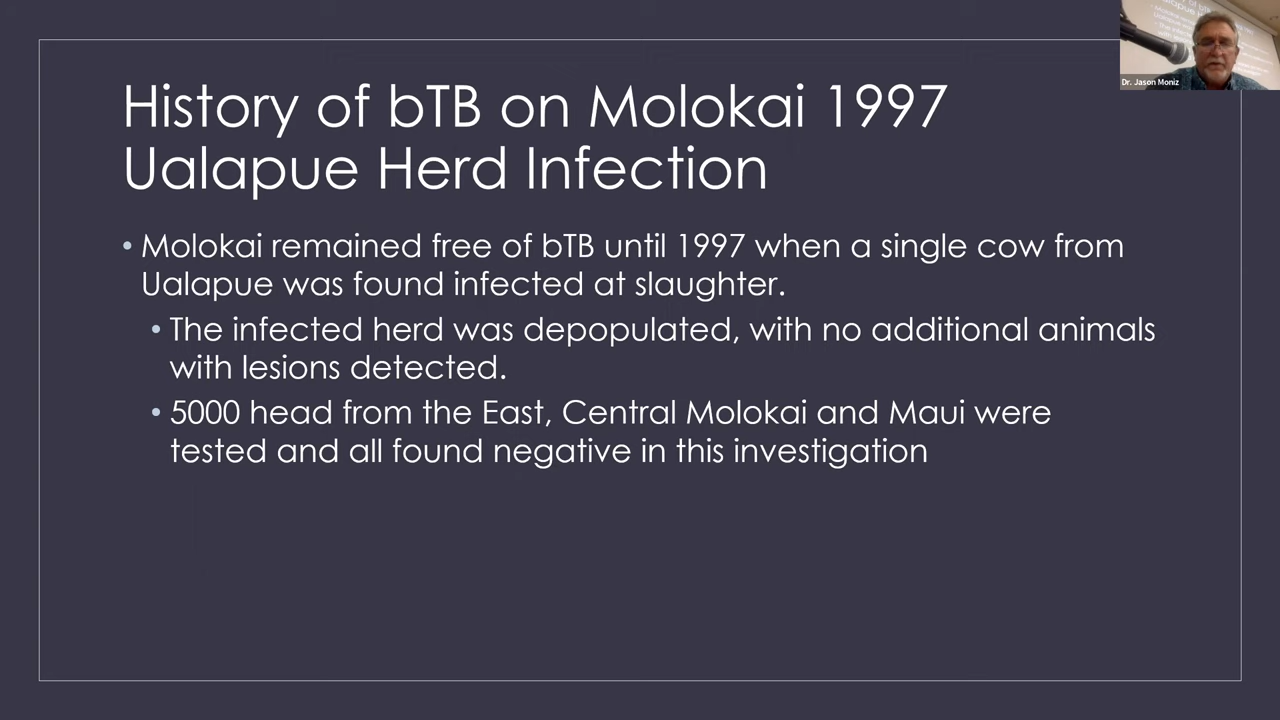 History of bTB on Molokai 1997
Ualapue Herd Infection
• Molokai remained free of bTB until 1997 when a single cow from
Ualapue was found infected at slaughter.
• The infected herd was depopulated, with no additional animals
with lesions detected.
• 5000 head from the East, Central Molokai and Maui were
tested and all found negative in this investigation
Dr. Jason Moniz